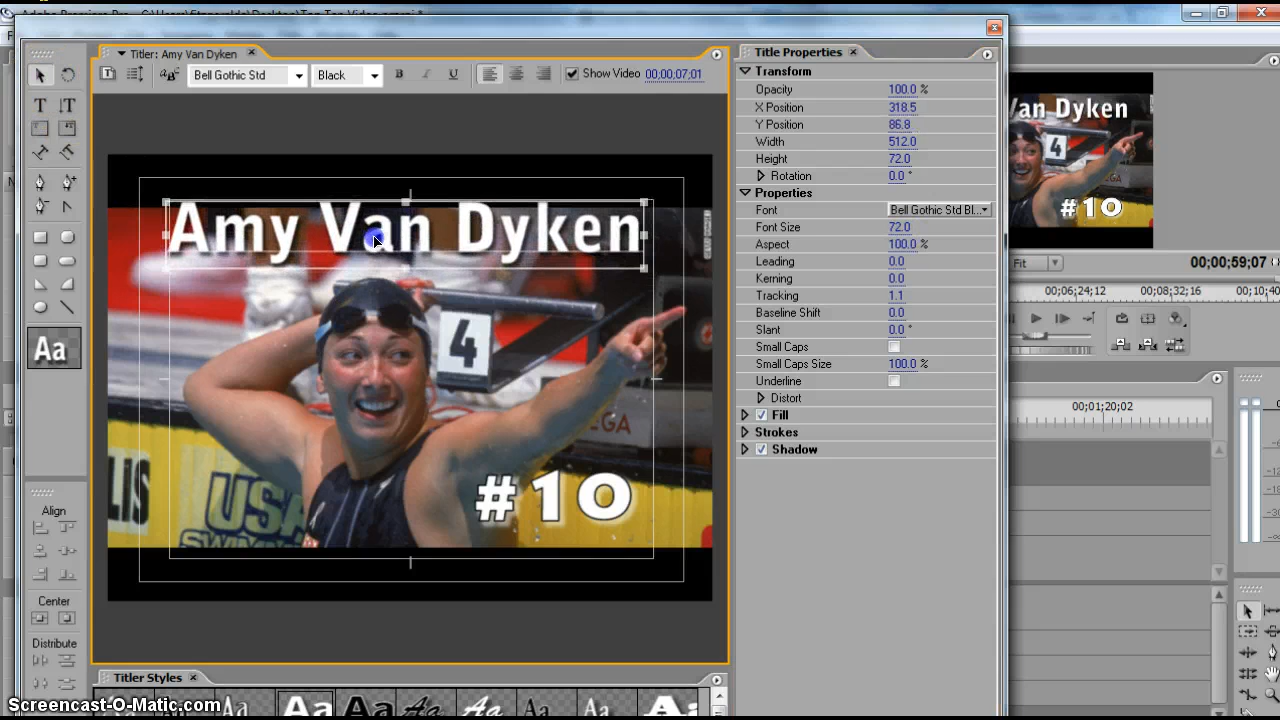 Titler: Amy Van Dyken
Bell Gothic Std
Black
B
I
U
Show Video 00;00;07;01
Amy Van Dyken
4
USA
SWIMMING
#10
Align
Center
Distribute
Aa
Titler Styles
Title Properties
Transform
Opacity 100.0 %
X Position 318.5
Y Position 86.8
Width 512.0
Height 72.0
Rotation 0.0 °
Properties
Font Bell Gothic Std Bl...
Font Size 72.0
Aspect 100.0 %
Leading 0.0
Kerning 0.0
Tracking 1.1
Baseline Shift 0.0
Slant 0.0 °
Small Caps
Small Caps Size 100.0 %
Underline
Distort
Fill
Strokes
Shadow
Van Dyken
4
#10
Fit
00;00;59;07
00;06;24;12 00;08;32;16 00;10;40
00;01;20;02
Screencast-O-Matic.com